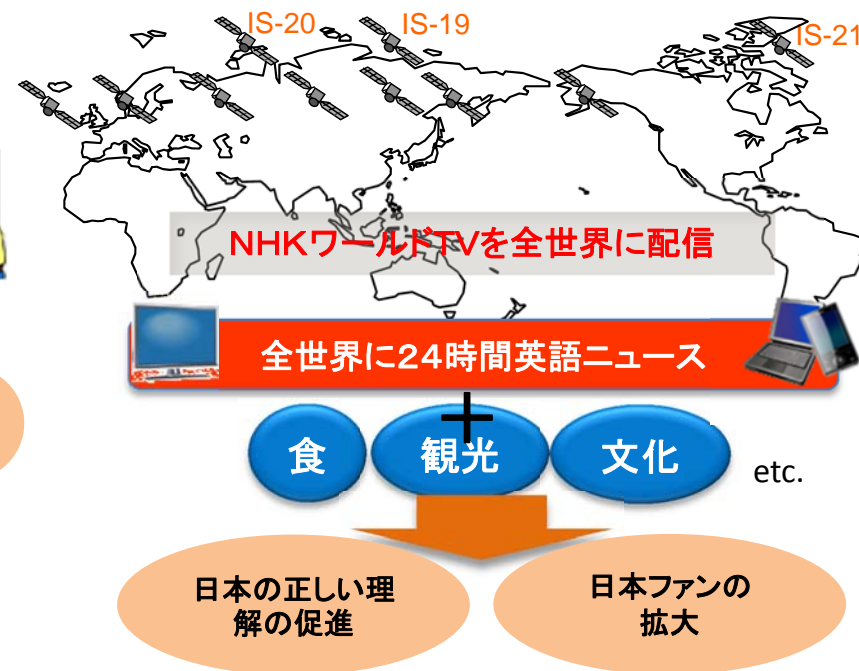 IS-20
IS-19
IS-21
NHKワールドTVを全世界に配信
全世界に24時間英語ニュース
+
食
観光
文化
etc.
日本の正しい理
解の促進
日本ファンの
拡大